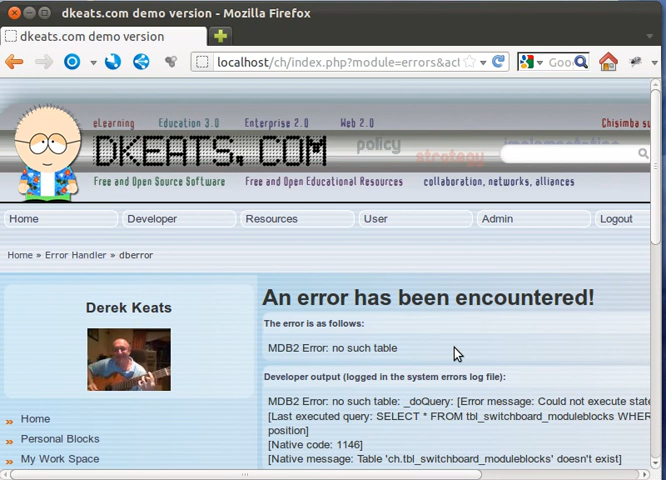 dkeats.com demo version - Mozilla Firefox
dkeats.com demo version
localhost/ch/index.php?module=errors&act
Goo
eLearning Education 3.0 Enterprise 2.0 Web 2.0 Chisimba su
DKEATS.COM policy strategy implementation
Free and Open Source Software Free and Open Educational Resources collaboration, networks, alliances
Home Developer Resources User Admin Logout
Home » Error Handler » dberror
Derek Keats
» Home
» Personal Blocks
» My Work Space
An error has been encountered!
The error is as follows:
MDB2 Error: no such table
Developer output (logged in the system errors log file):
MDB2 Error: no such table: _doQuery: [Error message: Could not execute state
[Last executed query: SELECT * FROM tbl_switchboard_moduleblocks WHER
position]
[Native code: 1146]
[Native message: Table 'ch.tbl_switchboard_moduleblocks' doesn't exist]